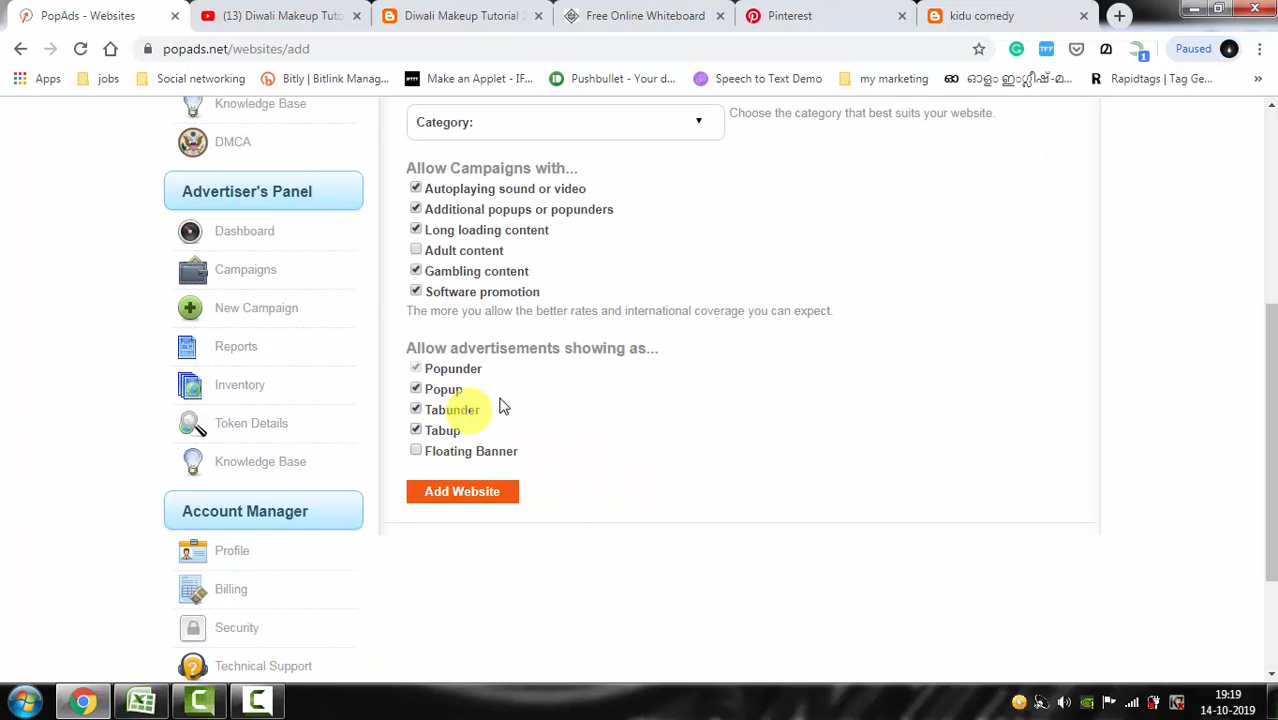 PopAds - Websites
(13) Diwali Makeup Tuto
Diwali Makeup Tutorial 2
Free Online Whiteboard
Pinterest
kidu comedy
popads.net/websites/add
TFF
1
Paused
Apps
jobs
Social networking
Bitly | Bitlink Manag...
Make an Applet - IF...
Pushbullet - Your d...
Speech to Text Demo
my marketing
ഓളാ ഇംഗ്ലീഷ്-മ...
Rapidtags | Tag Ge...
»
Knowledge Base
DMCA
Advertiser's Panel
Dashboard
Campaigns
New Campaign
Reports
Inventory
Token Details
Knowledge Base
Account Manager
Profile
Billing
Security
Technical Support
Category:
Choose the category that best suits your website.
Allow Campaigns with...
Autoplaying sound or video
Additional popups or popunders
Long loading content
Adult content
Gambling content
Software promotion
The more you allow the better rates and international coverage you can expect.
Allow advertisements showing as...
Popunder
Popup
Tabunder
Tabup
Floating Banner
Add Website
19:19
14-10-2019